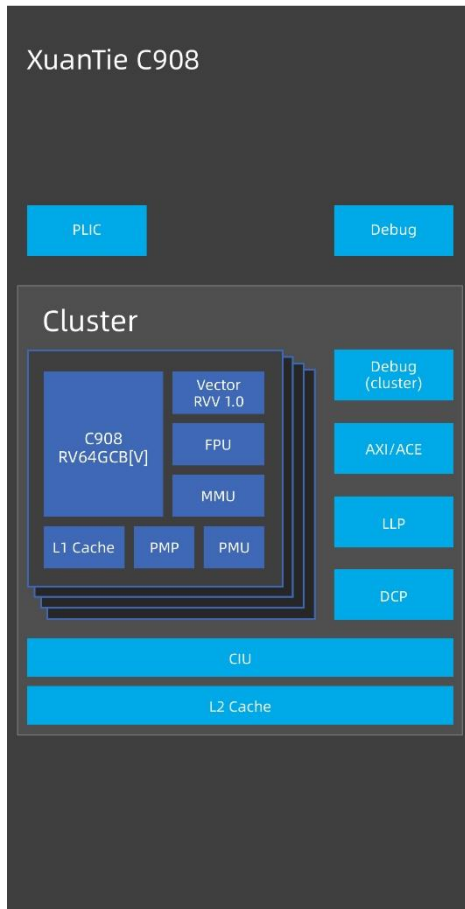 XuanTie C908
PLIC
Debug
Cluster
C908
RV64GCB[V]
Vector
RVV 1.0
FPU
MMU
L1 Cache
PMP
PMU
Debug
(cluster)
AXI/ACE
LLP
DCP
CIU
L2 Cache